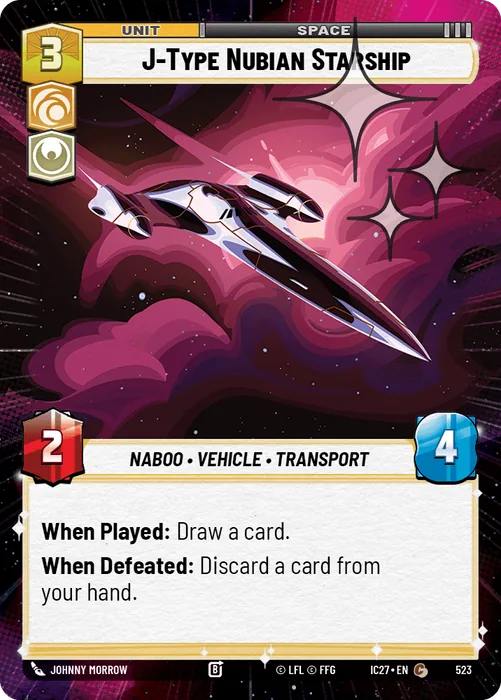 UNIT
SPACE
3
J-TYPE NUBIAN STARSHIP
2
4
NABOO • VEHICLE • TRANSPORT
When Played: Draw a card.
When Defeated: Discard a card from
your hand.
JOHNNY MORROW
B
© LFL © FFG
IC27 • EN
C
523